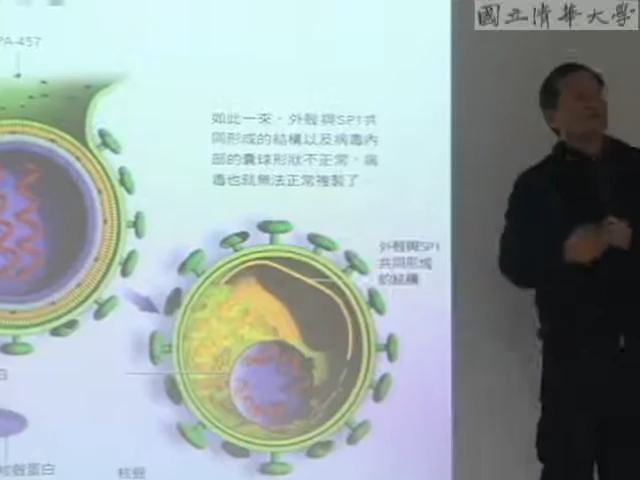 國立清華大學
PA-457
如此一來，外殼與SP1共
同形成的結構以及病毒內
部的囊球形狀不正常，病
毒也就無法正常複製了
外殼與SP1
共同形成
的結構
白
核殼蛋白
核殼